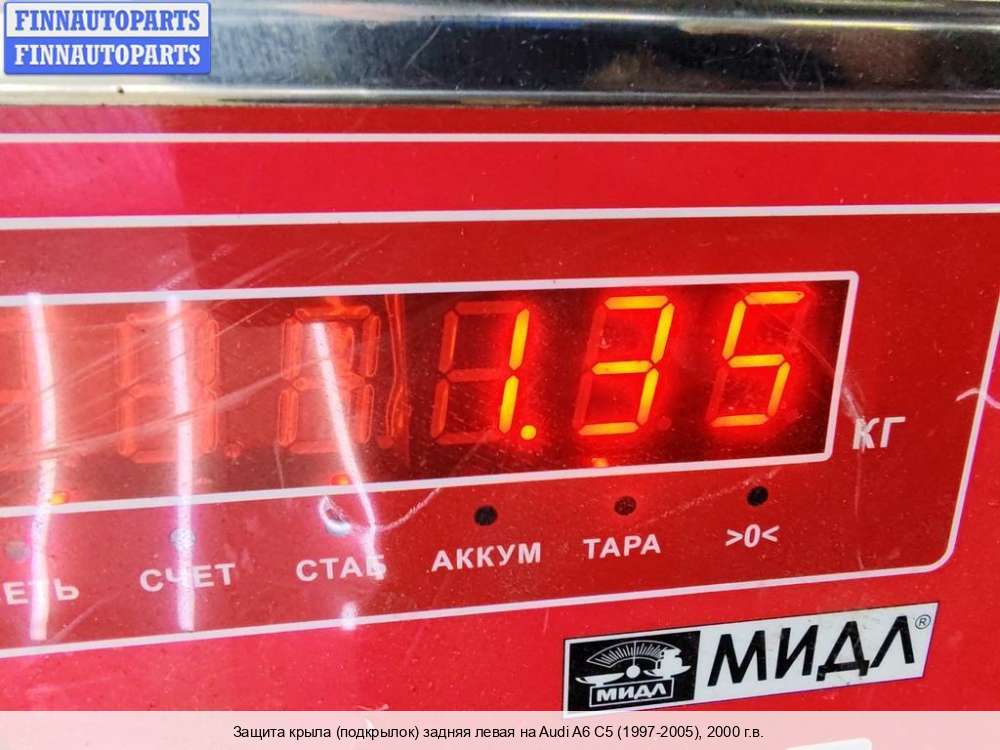 FINNAUTOPARTS
FINNAUTOPARTS
1.35
КГ
СЧЕТ СТАБ АККУМ ТАРА >0<
МИДЛ МИДЛ®
Защита крыла (подкрылок) задняя левая на Audi A6 C5 (1997-2005), 2000 г.в.